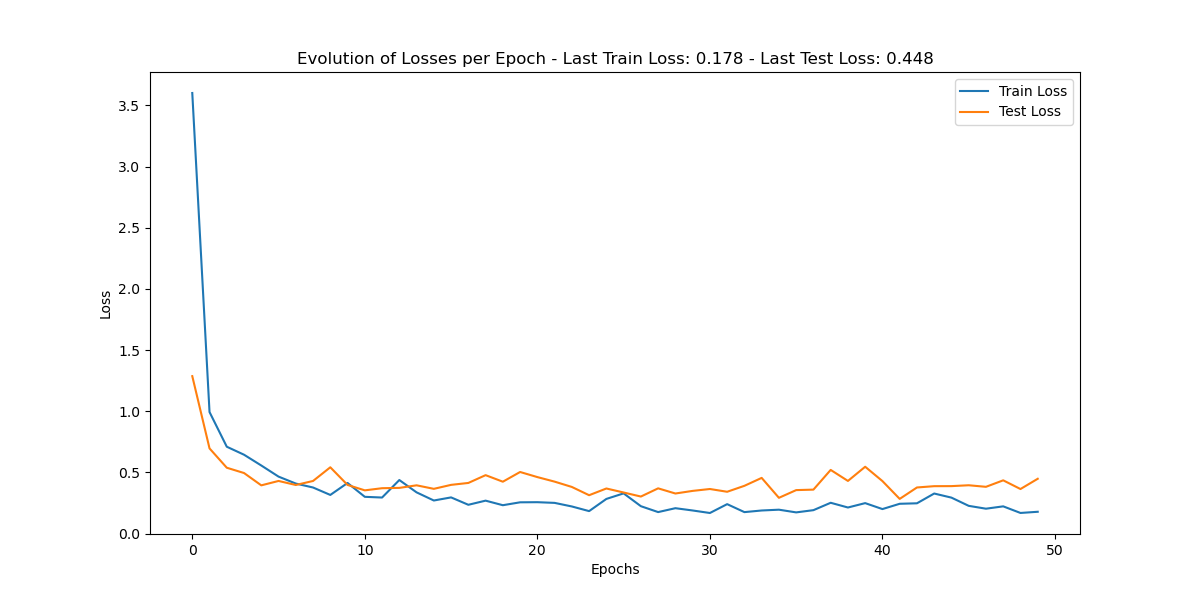 Evolution of Losses per Epoch - Last Train Loss: 0.178 - Last Test Loss: 0.448
Train Loss
Test Loss
Loss
3.5
3.0
2.5
2.0
1.5
1.0
0.5
0.0
0 10 20 30 40 50
Epochs